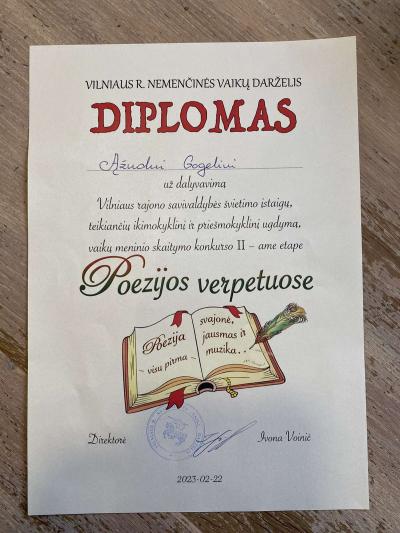 VILNIAUS R. NEMENČINĖS VAIKŲ DARŽELIS
DIPLOMAS
Ąžuolui Gogelini
už dalyvavimą
Vilniaus rajono savivaldybės švietimo įstaigų,
teikiančių ikimokyklinį ir priešmokyklinį ugdymą,
vaikų meninio skaitymo konkurso II – ame etape
Poezijos verpetuose
Poezija
visų pirma
svajonė,
jausmas ir
muzika..
Direktorė
Ivona Voinič
2023-02-22